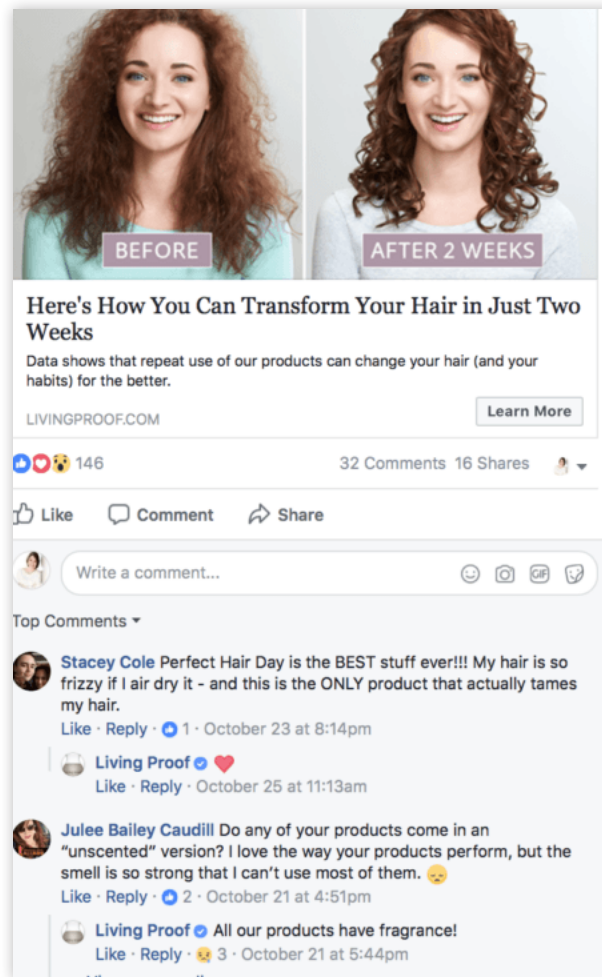 BEFORE
AFTER 2 WEEKS
Here's How You Can Transform Your Hair in Just Two
Weeks
Data shows that repeat use of our products can change your hair (and your
habits) for the better.
LIVINGPROOF.COM
Learn More
146
32 Comments 16 Shares
Like Comment Share
Write a comment...
GIF
Top Comments
Stacey Cole Perfect Hair Day is the BEST stuff ever!!! My hair is so
frizzy if I air dry it - and this is the ONLY product that actually tames
my hair.
Like · Reply · 1 · October 23 at 8:14pm
Living Proof ❤
Like · Reply · October 25 at 11:13am
Julee Bailey Caudill Do any of your products come in an
“unscented” version? I love the way your products perform, but the
smell is so strong that I can’t use most of them. 😞
Like · Reply · 2 · October 21 at 4:51pm
Living Proof All our products have fragrance!
Like · Reply · 😢 3 · October 21 at 5:44pm